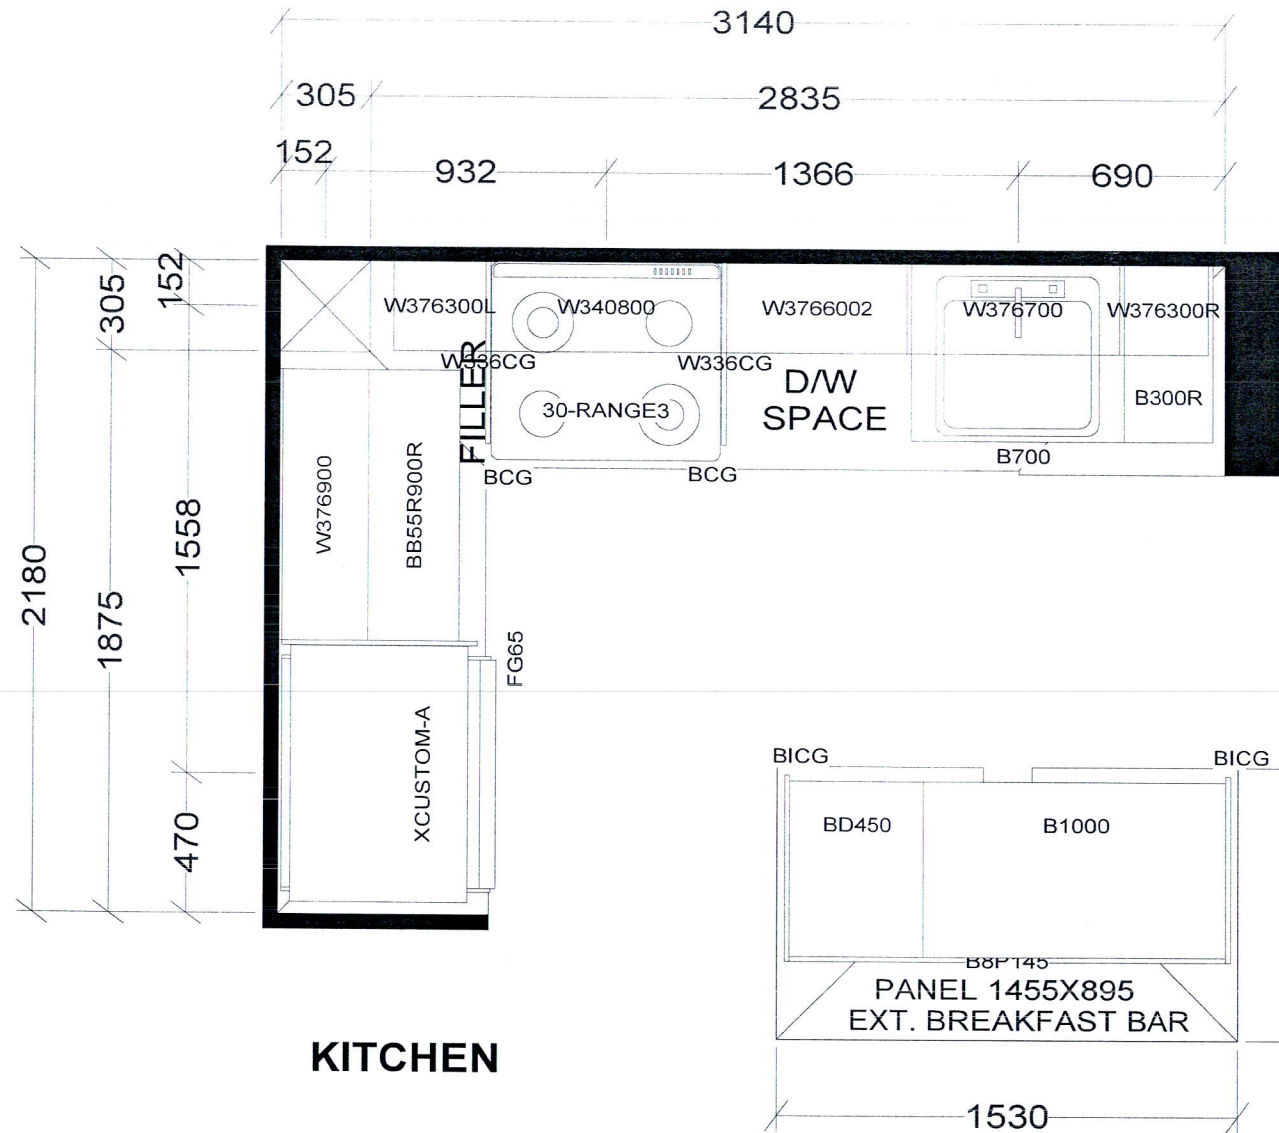 3140
305
2835
152
932
1366
690
152
305
2180
1875
1558
470
W376300L
W340800
W3766002
W376700
W376300R
W336CG
W336CG
FILLER
30-RANGE3
D/W
SPACE
B300R
B700
BCG
BCG
W376900
BB55R900R
FG65
XCUSTOM-A
BICG
BICG
BD450
B1000
B8P145
PANEL 1455X895
EXT. BREAKFAST BAR
KITCHEN
1530